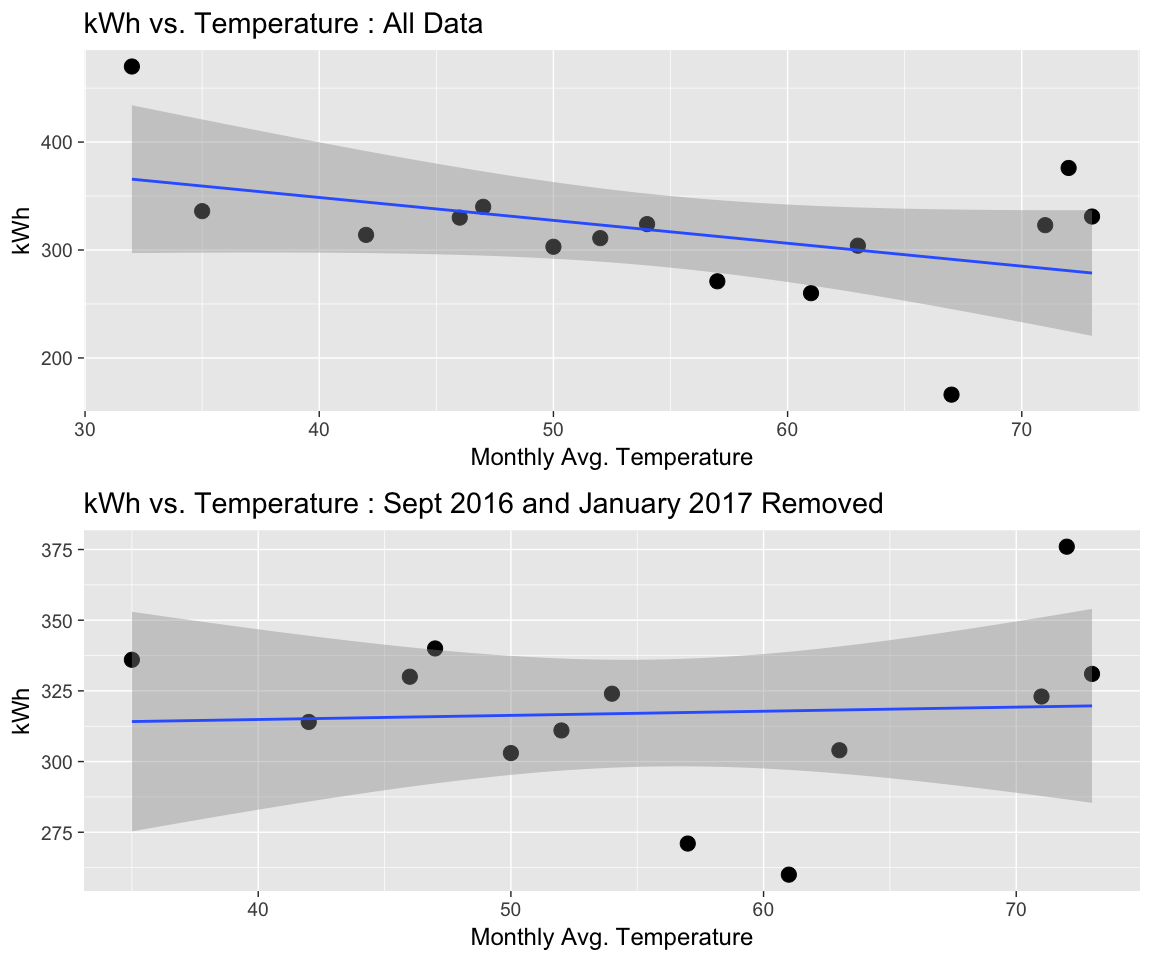 kWh vs. Temperature : All Data
kWh
400
300
200
30 40 50 60 70
Monthly Avg. Temperature
kWh vs. Temperature : Sept 2016 and January 2017 Removed
kWh
375
350
325
300
275
40 50 60 70
Monthly Avg. Temperature